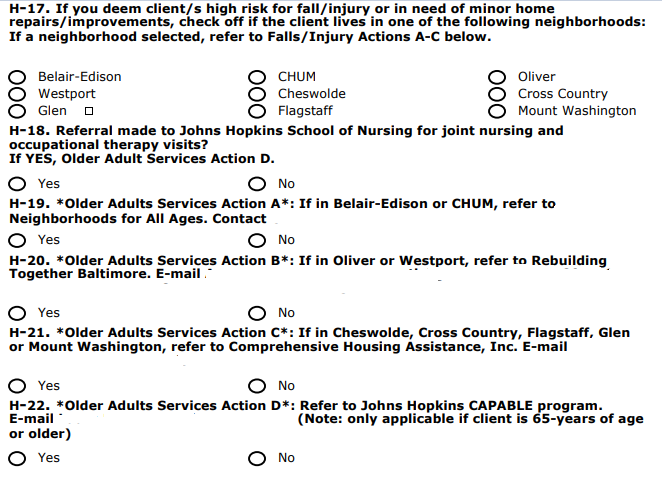 H-17. If you deem client/s high risk for fall/injury or in need of minor home
repairs/improvements, check off if the client lives in one of the following neighborhoods:
If a neighborhood selected, refer to Falls/Injury Actions A-C below.
Belair-Edison CHUM Oliver
Westport Cheswolde Cross Country
Glen Flagstaff Mount Washington
H-18. Referral made to Johns Hopkins School of Nursing for joint nursing and
occupational therapy visits?
If YES, Older Adult Services Action D.
Yes No
H-19. *Older Adults Services Action A*: If in Belair-Edison or CHUM, refer to
Neighborhoods for All Ages. Contact
Yes No
H-20. *Older Adults Services Action B*: If in Oliver or Westport, refer to Rebuilding
Together Baltimore. E-mail
Yes No
H-21. *Older Adults Services Action C*: If in Cheswolde, Cross Country, Flagstaff, Glen
or Mount Washington, refer to Comprehensive Housing Assistance, Inc. E-mail
Yes No
H-22. *Older Adults Services Action D*: Refer to Johns Hopkins CAPABLE program.
E-mail (Note: only applicable if client is 65-years of age
or older)
Yes No